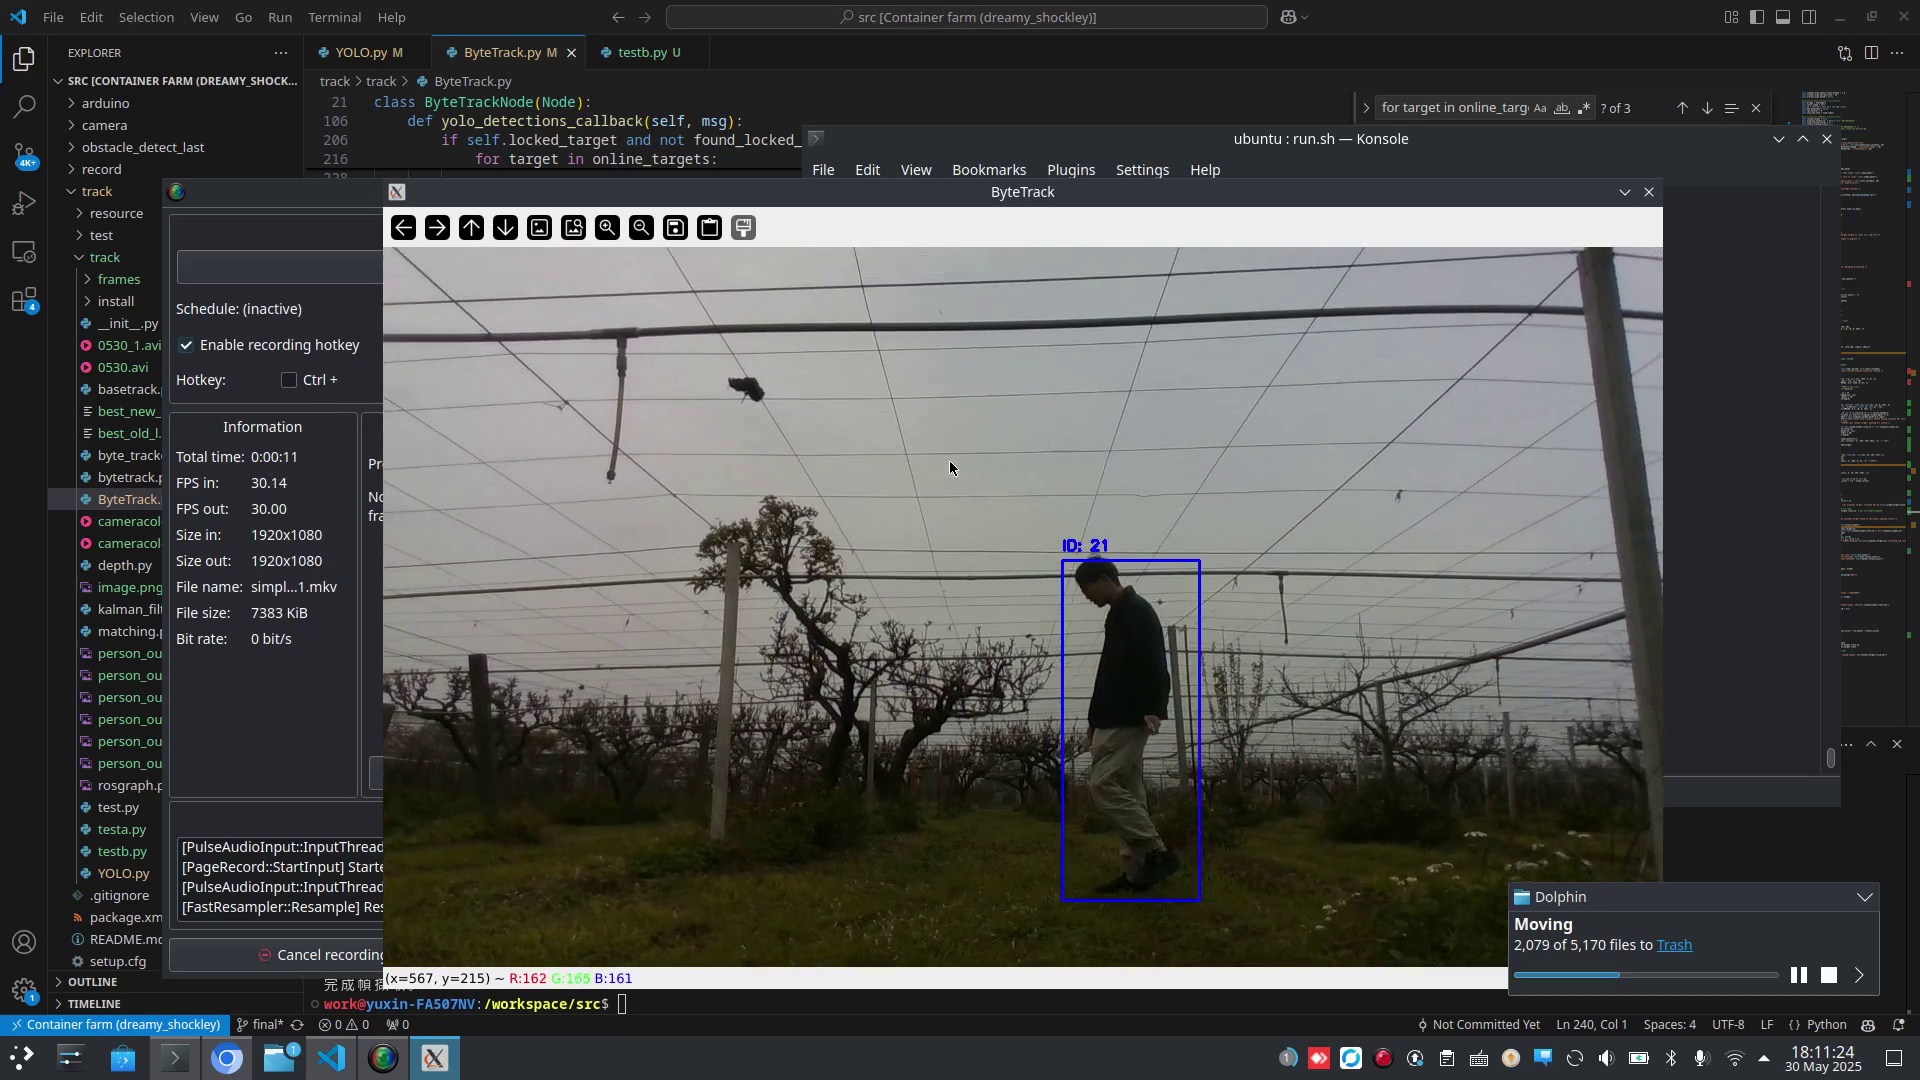 File Edit Selection View Go Run Terminal Help
src [Container farm (dreamy_shockley)]
EXPLORER
YOLO.py M
ByteTrack.py M
testb.py U
SRC [CONTAINER FARM (DREAMY_SHOCK...
track > track > ByteTrack.py
arduino
camera
obstacle_detect_last
record
track
resource
test
track
frames
install
__init__.py
0530_1.avi
0530.avi
basetrack.
best_new_
best_old_l.
byte_track
bytetrack.p
ByteTrack.
cameracol
cameracol
depth.py
image.png
kalman_filt
matching.p
person_ou
person_ou
person_ou
person_ou
person_ou
person_ou
rosgraph.p
test.py
testa.py
testb.py
YOLO.py
.gitignore
package.xm
README.md
setup.cfg
OUTLINE
TIMELINE
4K+
4
1
21 class ByteTrackNode(Node):
106 def yolo_detections_callback(self, msg):
206 if self.locked_target and not found_locked_
216 for target in online_targets:
for target in online_targ
Aa ab
? of 3
ubuntu : run.sh — Konsole
File Edit View Bookmarks Plugins Settings Help
ByteTrack
Schedule: (inactive)
Enable recording hotkey
Hotkey: Ctrl +
Information
Total time: 0:00:11
FPS in: 30.14
FPS out: 30.00
Size in: 1920x1080
Size out: 1920x1080
File name: simpl...1.mkv
File size: 7383 KiB
Bit rate: 0 bit/s
Pr
No
fra
[PulseAudioInput::InputThread
[PageRecord::StartInput] Starte
[PulseAudioInput::InputThread
[FastResampler::Resample] Res
Cancel recording
ID: 21
(x=567, y=215) ~ R:162 G:165 B:161
Dolphin
Moving
2,079 of 5,170 files to Trash
work@yuxin-FA507NV:/workspace/src$
Container farm (dreamy_shockley)
final*
0 0
0
Not Committed Yet
Ln 240, Col 1
Spaces: 4
UTF-8
LF
Python
1
1
18:11:24
30 May 2025